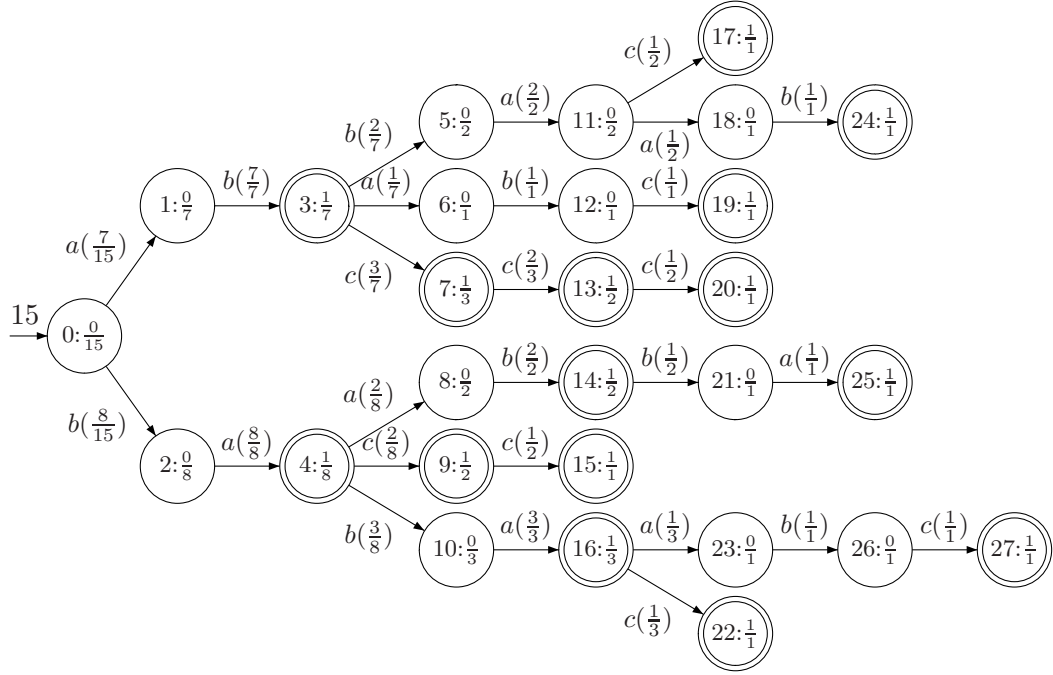 17:1/1
c(1/2)
5:0/2 a(2/2) 11:0/2 18:0/1 b(1/1) 24:1/1
b(2/7) a(1/2)
1:0/7 b(7/7) 3:1/7 a(1/7) 6:0/1 b(1/1) 12:0/1 c(1/1) 19:1/1
a(7/15) c(3/7) 7:1/3 c(2/3) 13:1/2 c(1/2) 20:1/1
15 0:0/15
8:0/2 b(2/2) 14:1/2 b(1/2) 21:0/1 a(1/1) 25:1/1
b(8/15) a(2/8)
2:0/8 a(8/8) 4:1/8 c(2/8) 9:1/2 c(1/2) 15:1/1
b(3/8) 10:0/3 a(3/3) 16:1/3 a(1/3) 23:0/1 b(1/1) 26:0/1 c(1/1) 27:1/1
c(1/3) 22:1/1